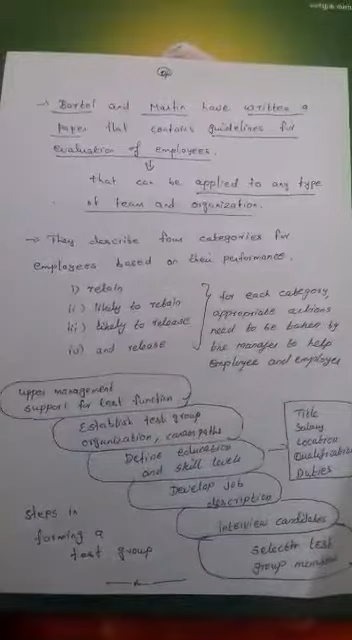 → Bartol and Martin have written a
paper that contains guidelines for
evaluation of employees.
that can be applied to any type
of team and organization.
→ They describe four categories for
employees based on their performance.
i) retain
ii) likely to retain
iii) likely to release
iv) and release
for each category,
appropriate actions
need to be taken by
the manager to help
employee and employer
upper management
support for test function
Establish test group
organization, career paths
Define education
and skill levels
Title
Salary
Location
Qualification
Duties
Develop job
description
Interview candidates
Selector test
group members
Steps in
forming a
test group